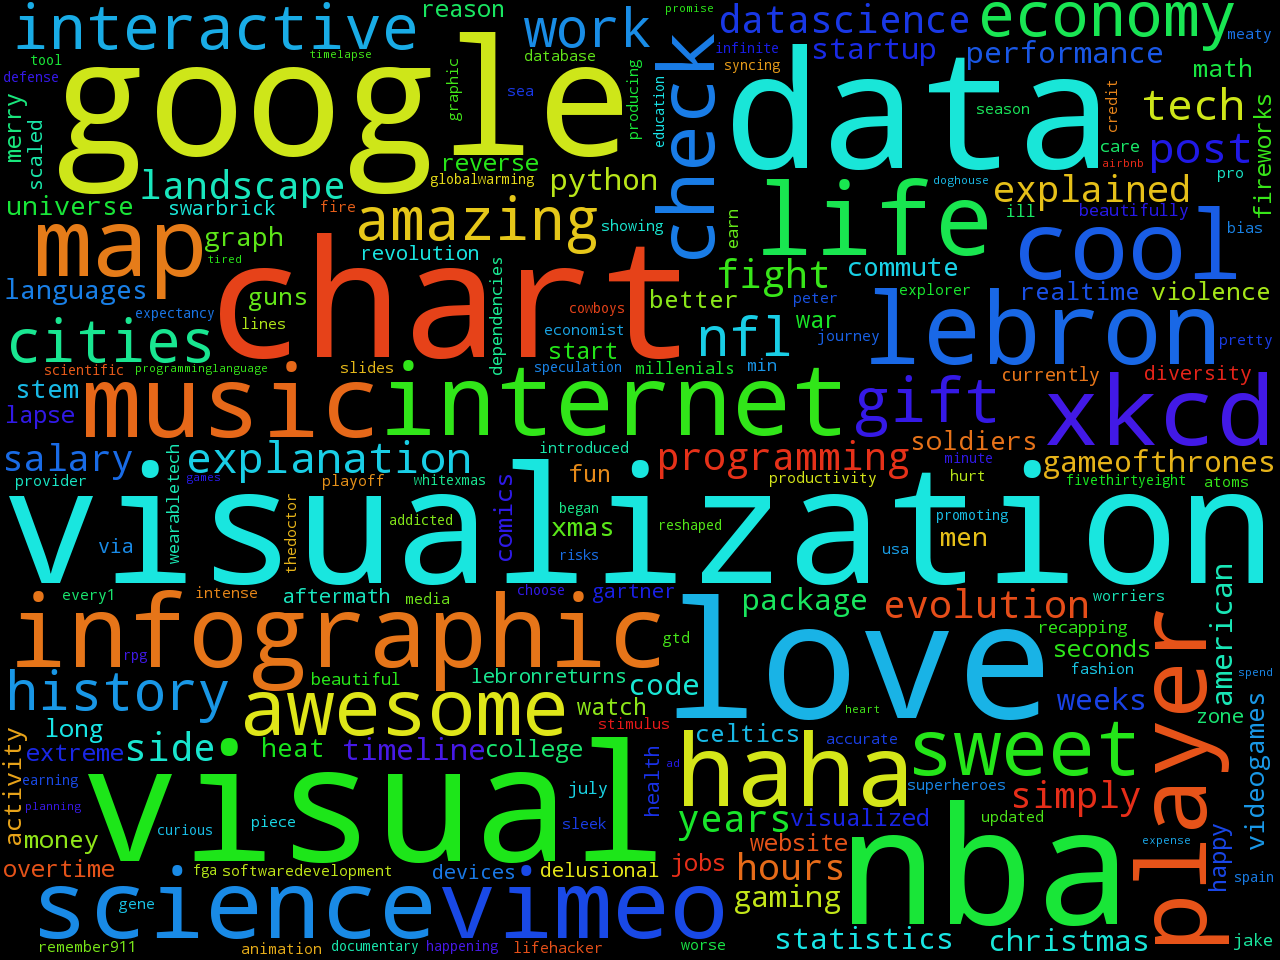 interactive
reason
work
promise
datascience
economy
tool
timelapse
database
infinite
startup
performance
meaty
defense
google
graphic
sea
producing
education
check
syncing
data
season
math
credit
tech
merry
scaled
reverse
care
post
fireworks
landscape
globalwarming
python
airbnb
pro
doghouse
explained
universe
swarbrick
fire
amazing
showing
earn
life
ill
beautifully
bias
map
graph
revolution
cool
tired
chart
dependencies
fight
commute
languages
guns
cowboys
better
peter
explorer
realtime
violence
expectancy
lines
economist
nfl
war
journey
lebron
pretty
cities
start
scientific
programminglanguage
slides
speculation
millenials
min
currently
diversity
stem
music
internet
gift
xkcd
lapse
salary
explanation
introduced
programming
soldiers
minute
gameofthrones
provider
wearabletech
games
playoff
whitexmas
comics
fun
productivity
hurt
fivethirtyeight
atoms
visualization
thedoctor
addicted
began
xmas
reshaped
promoting
men
via
risks
usa
every1
intense
aftermath
media
choose
gartner
package
evolution
worriers
american
infographic
love
player
recapping
rpg
gtd
seconds
history
beautiful
lebronreturns
code
fashion
spend
awesome
watch
heart
weeks
zone
long
stimulus
celtics
accurate
sweet
videogames
activity
extreme
side
heat
timeline
college
health
ad
haha
earning
visual
july
superheroes
simply
planning
piece
sleek
years
visualized
updated
money
curious
website
expense
happy
overtime
fga
softwaredevelopment
devices
delusional
jobs
hours
nba
spain
science
vimeo
gaming
gene
remember911
animation
documentary
happening
lifehacker
worse
statistics
christmas
jake